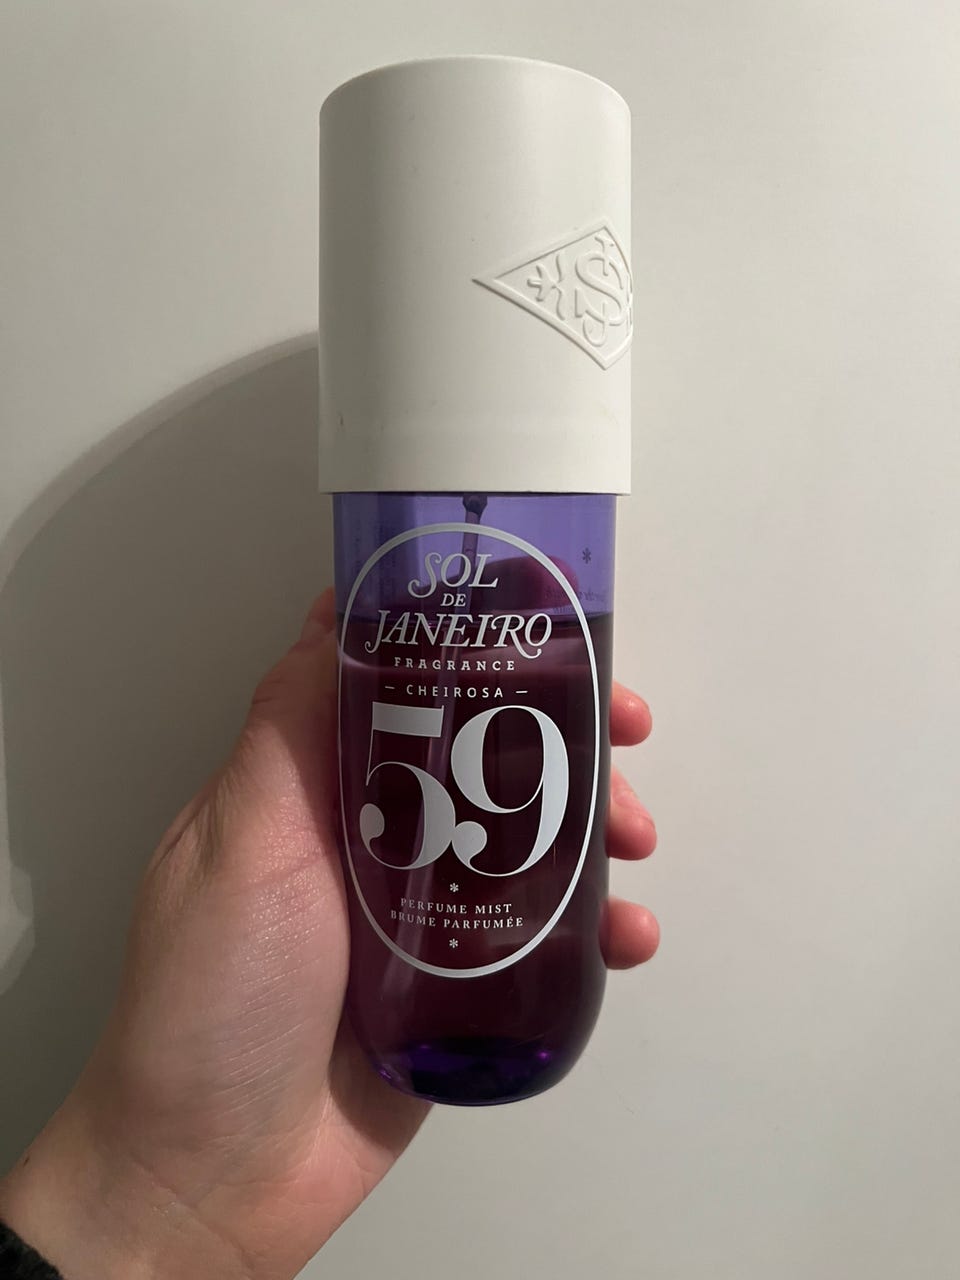 SOL
DE
JANEIRO
FRAGRANCE
– CHEIROSA –
59
*
PERFUME MIST
BRUME PARFUMÉE
*